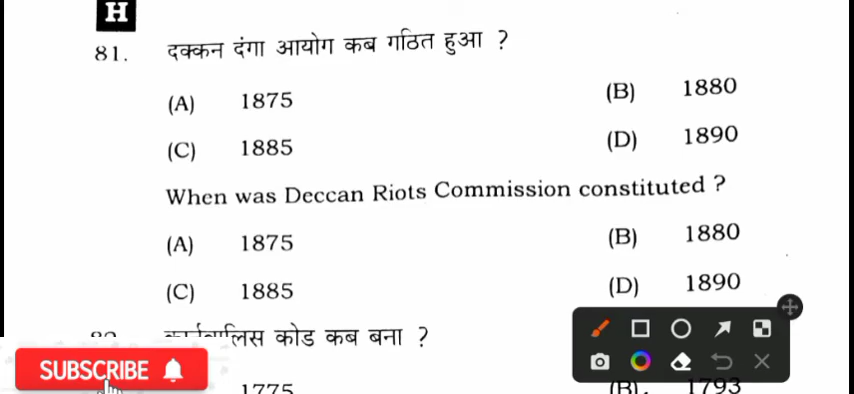 H
81. दक्कन दंगा आयोग कब गठित हुआ ?
(A) 1875 (B) 1880
(C) 1885 (D) 1890
When was Deccan Riots Commission constituted ?
(A) 1875 (B) 1880
(C) 1885 (D) 1890
कब बना ? कोड
SUBSCRIBE
1775 (B) 1793